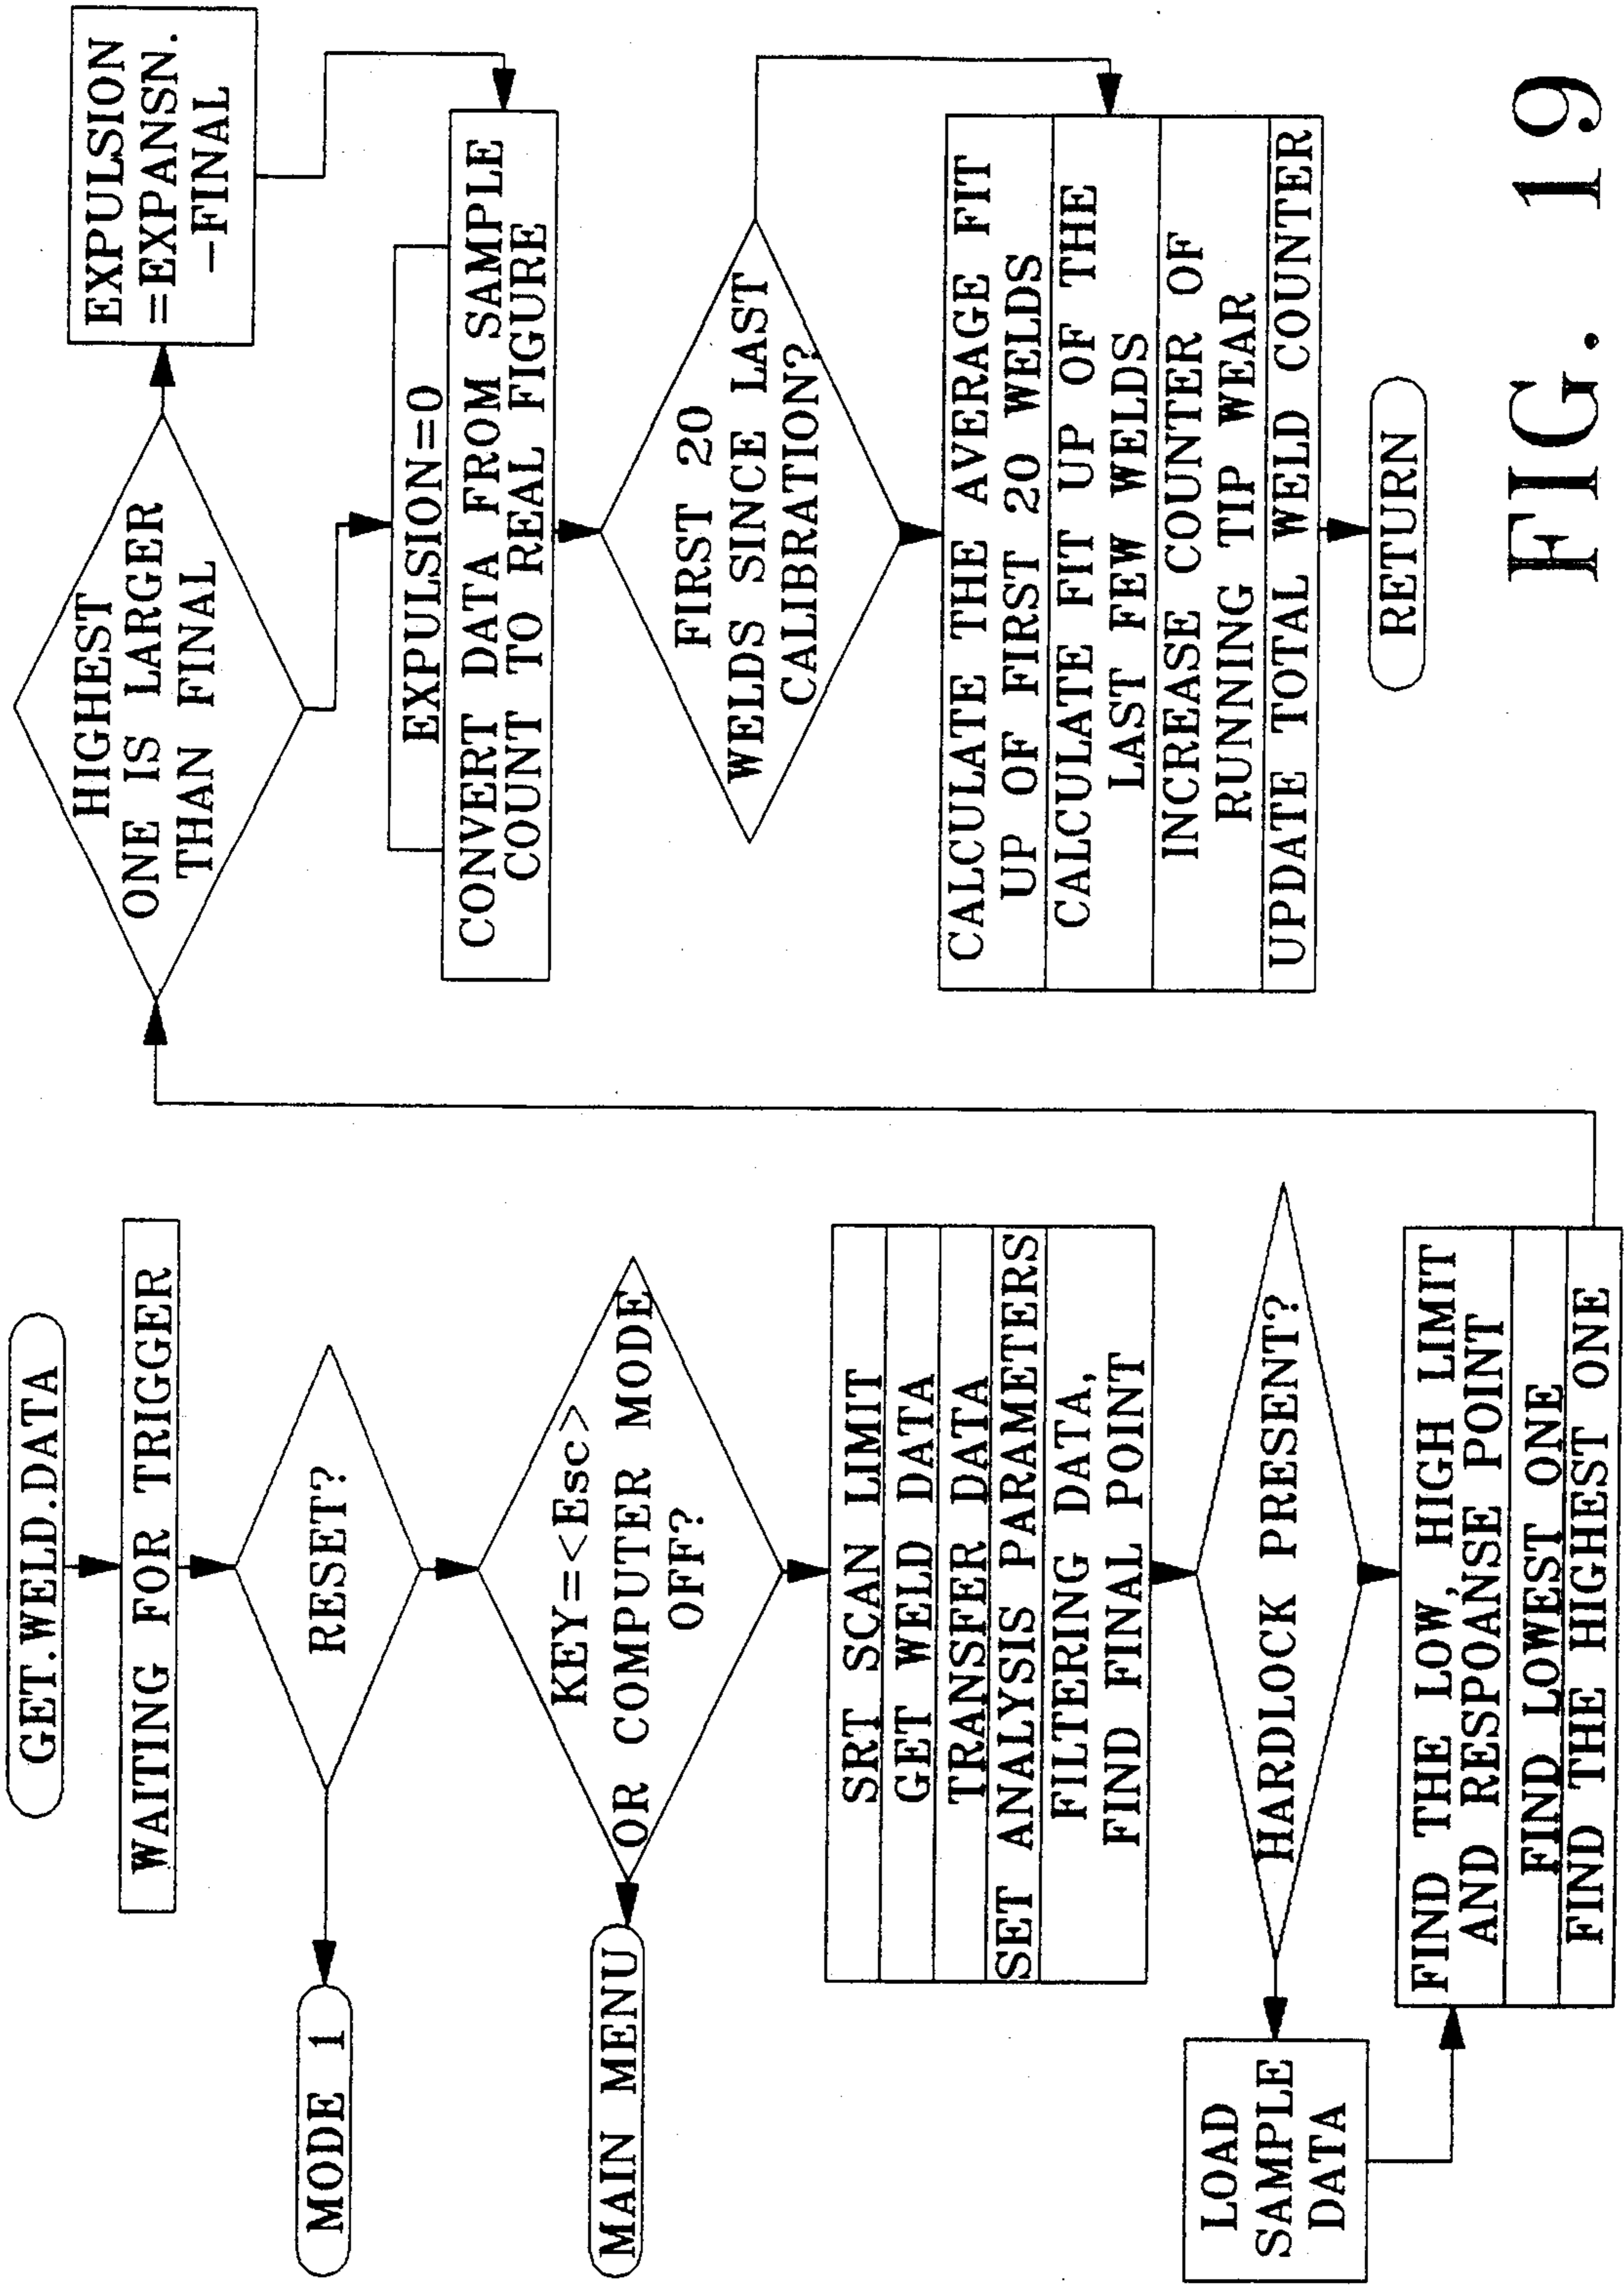 GET.WELD.DATA
WAITING FOR TRIGGER
RESET?
MODE 1
KEY=<Esc>
OR COMPUTER MODE
OFF?
MAIN MENU
SRT SCAN LIMIT
GET WELD DATA
TRANSFER DATA
SET ANALYSIS PARAMETERS
FILTERING DATA,
FIND FINAL POINT
HARDLOCK PRESENT?
LOAD
SAMPLE
DATA
FIND THE LOW, HIGH LIMIT
AND RESPOANSE POINT
FIND LOWEST ONE
FIND THE HIGHEST ONE
HIGHEST
ONE IS LARGER
THAN FINAL
EXPULSION
=EXPANSN.
-FINAL
EXPULSION=0
CONVERT DATA FROM SAMPLE
COUNT TO REAL FIGURE
FIRST 20
WELDS SINCE LAST
CALIBRATION?
CALCULATE THE AVERAGE FIT
UP OF FIRST 20 WELDS
CALCULATE FIT UP OF THE
LAST FEW WELDS
INCREASE COUNTER OF
RUNNING TIP WEAR
UPDATE TOTAL WELD COUNTER
RETURN
FIG. 19